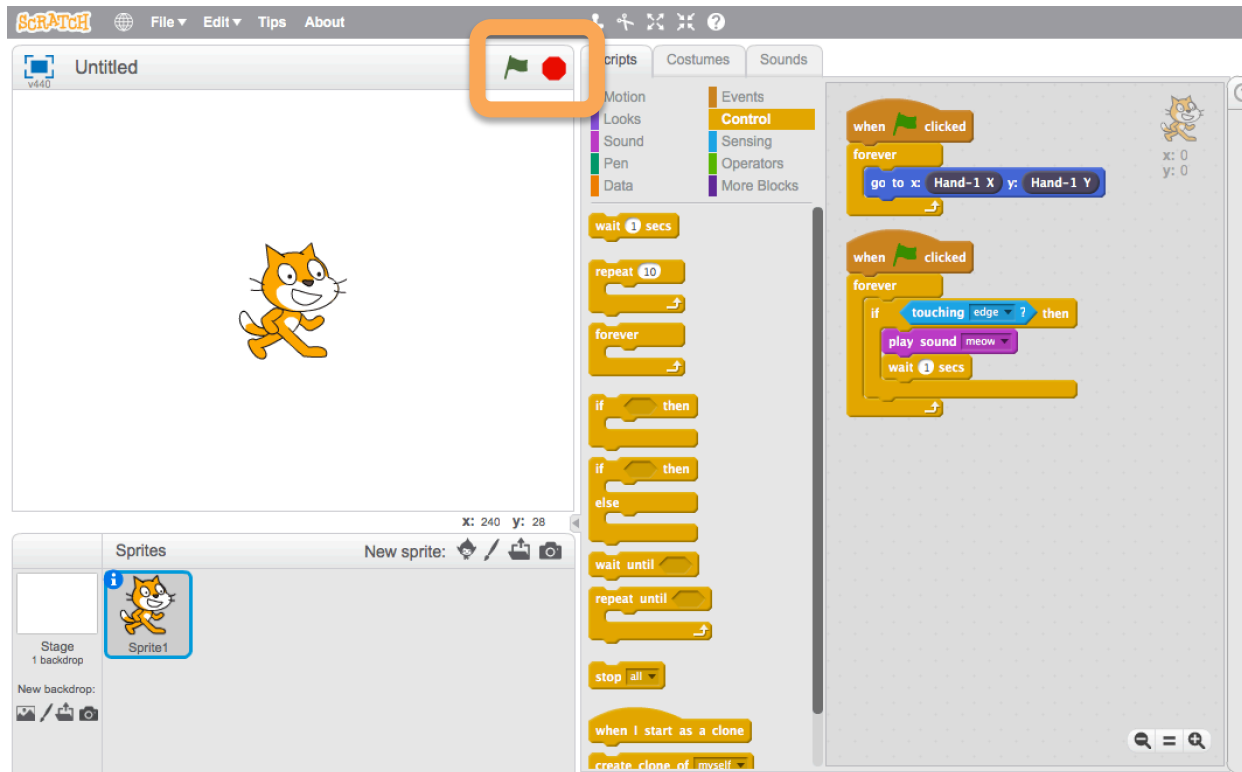 SCRATCH File▾ Edit▾ Tips About
v440 Untitled
x: 240 y: 28
Sprites New sprite:
Sprite1
Stage
1 backdrop
New backdrop:
cripts Costumes Sounds
Motion Events
Looks Control
Sound Sensing
Pen Operators
Data More Blocks
wait 1 secs
repeat 10
forever
if then
if then
else
wait until
repeat until
stop all
when I start as a clone
create clone of myself
when clicked
forever
go to x: Hand-1 X y: Hand-1 Y
when clicked
forever
if touching edge ? then
play sound meow
wait 1 secs
x: 0
y: 0